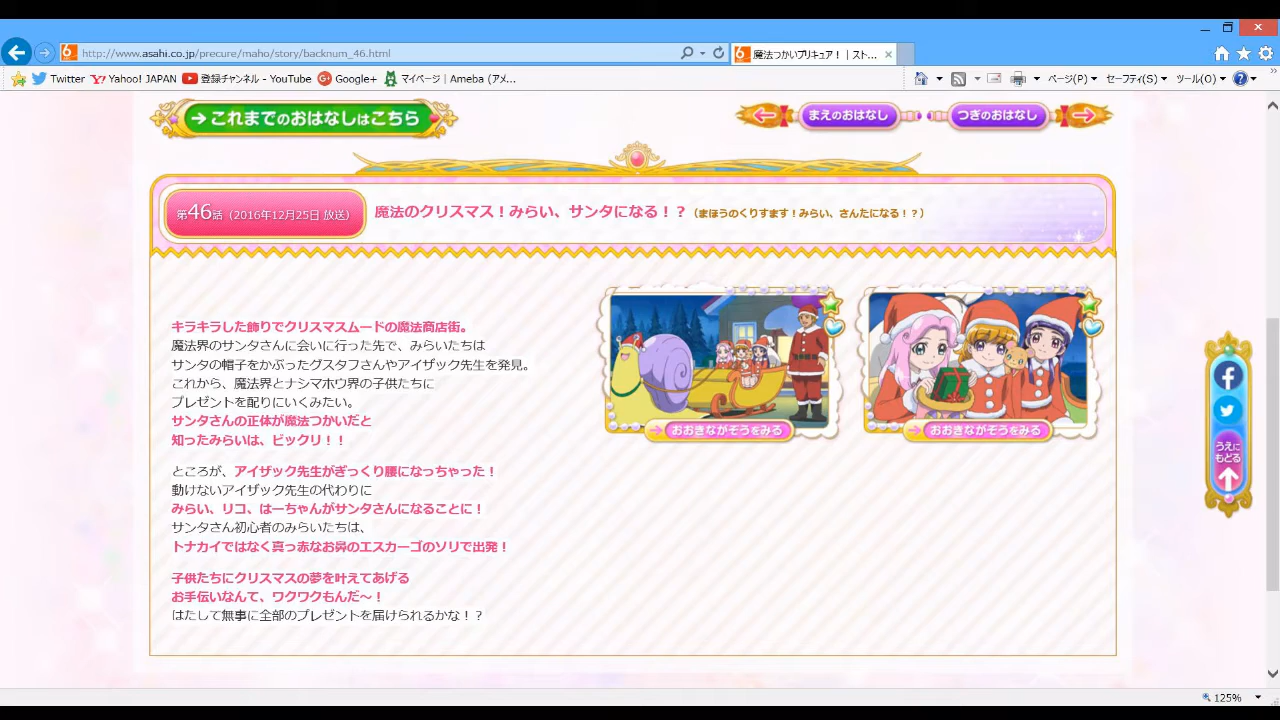 http://www.asahi.co.jp/precure/maho/story/backnum_46.html
魔法つかいプリキュア！｜スト...
Twitter
Yahoo! JAPAN
登録チャンネル - YouTube
Google+
マイページ | Ameba (アメ...
ページ(P)
セーフティ(S)
ツール(O)
これまでのおはなしはこちら
まえのおはなし
つぎのおはなし
第46話（2016年12月25日 放送）
魔法のクリスマス！みらい、サンタになる！？（まほうのくりすます！みらい、さんたになる！？）
キラキラした飾りでクリスマスムードの魔法商店街。
魔法界のサンタさんに会いに行った先で、みらいたちは
サンタの帽子をかぶったグスタフさんやアイザック先生を発見。
これから、魔法界とナシマホウ界の子供たちに
プレゼントを配りにいくみたい。
サンタさんの正体が魔法つかいだと
知ったみらいは、ビックリ！！
ところが、アイザック先生がぎっくり腰になっちゃった！
動けないアイザック先生の代わりに
みらい、リコ、はーちゃんがサンタさんになることに！
サンタさん初心者のみらいたちは、
トナカイではなく真っ赤なお鼻のエスカーゴのソリで出発！
子供たちにクリスマスの夢を叶えてあげる
お手伝いなんて、ワクワクもんだ～！
はたして無事に全部のプレゼントを届けられるかな！？
おおきながぞうをみる
おおきながぞうをみる
うえに
もどる
125%